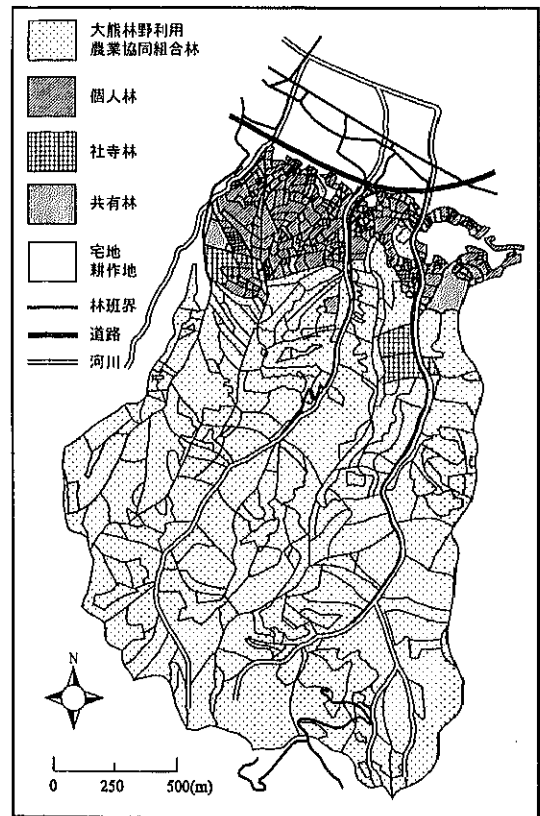 大熊林野利用
農業協同組合林
個人林
社寺林
共有林
宅地
耕作地
林班界
道路
河川
N
0 250 500(m)